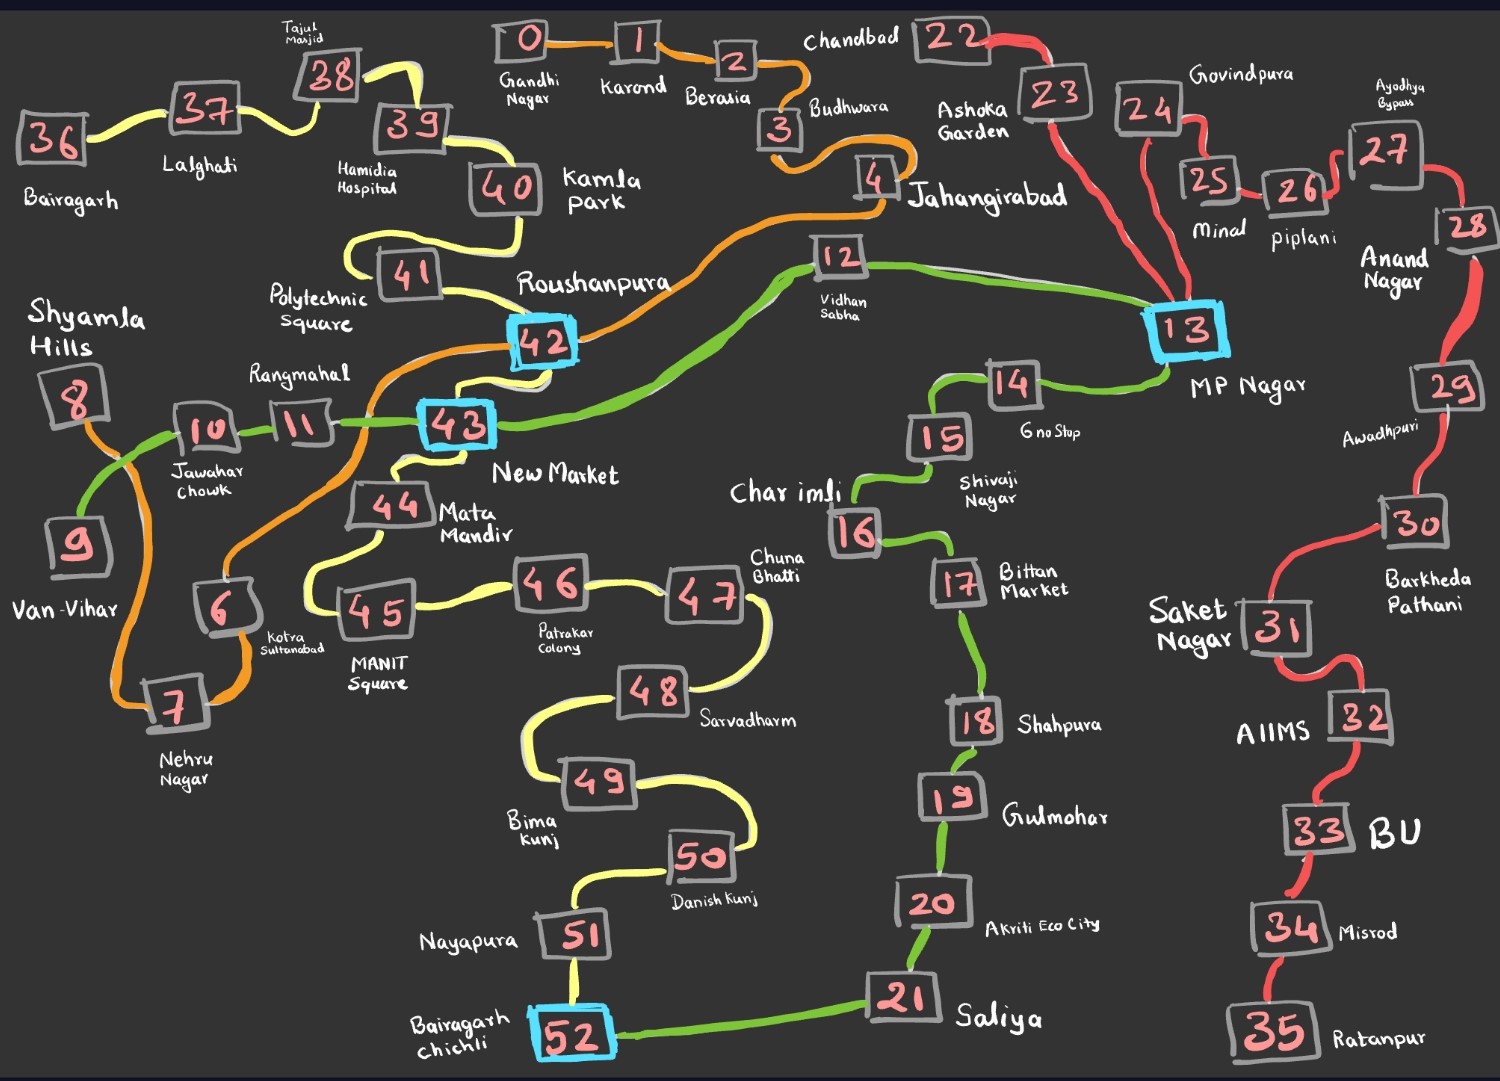 Tajul
Masjid
38
36
Bairagarh
37
Lalghati
39
Hamidia
Hospital
40
Kamla
park
41
Polytechnic
Square
0
Gandhi
Nagar
1
Karond
2
Berasia
3
Budhwara
4
Jahangirabad
Chandbad
22
23
Ashoka
Garden
24
Govindpura
25
Minal
26
piplani
Ayodhya
Bypass
27
28
Anand
Nagar
12
Vidhan
Sabha
13
MP Nagar
Roushanpura
42
Shyamla
Hills
8
Rangmahal
10
Jawahar
chowk
11
43
New Market
9
Van-Vihar
44
Mata
Mandir
6
Kotra
Sultanabad
7
Nehru
Nagar
45
MANIT
Square
46
Patrakar
Colony
47
Chuna
Bhatti
48
Sarvadharm
49
Bima
kunj
50
Danish Kunj
51
Nayapura
52
Bairagarh
chichli
14
6 no Stop
15
Shivaji
Nagar
Char imli
16
17
Bittan
Market
18
Shahpura
19
Gulmohar
20
Akriti Eco City
21
Saliya
29
Awadhpuri
30
Barkheda
Pathani
Saket
Nagar
31
32
AIIMS
33
BU
34
Misrod
35
Ratanpur